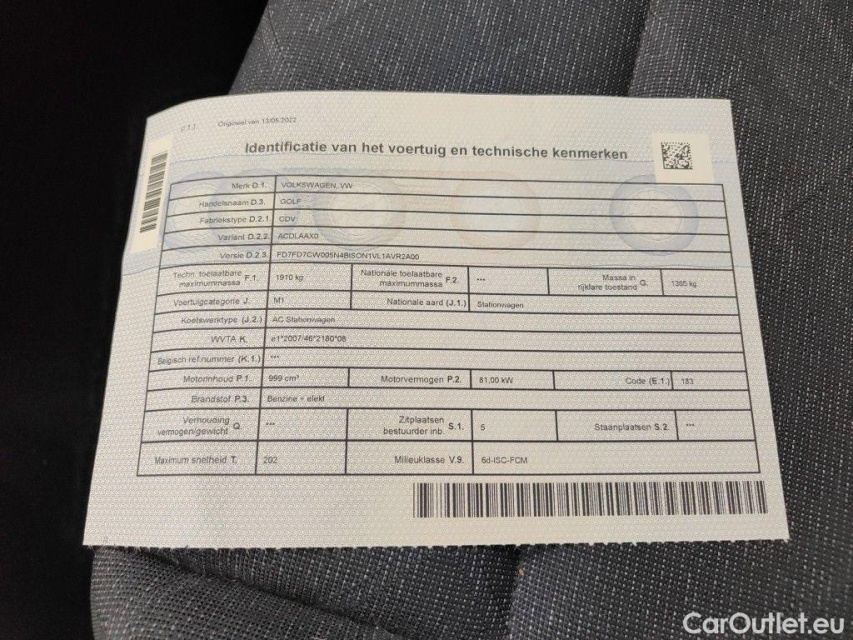 Origineel van 13/05/2022
Identificatie van het voertuig en technische kenmerken
Merk D.1. VOLKSWAGEN, VW
Handelsnaam D.3. GOLF
Fabriekstype D.2.1. CDV
Variant D.2.2. ACDLAAX0
Versie D.2.3. FD7FD7CW005N4BISON1VL1AVR2A00
Techn. toelaatbare maximummassa F.1. 1910 kg Nationale toelaatbare maximummassa F.2. --- Massa in rijklare toestand G. kg
Voertuigcategorie J. M1 Nationale aard (J.1.) Stationwagen
Koetswerktype (J.2.) AC Stationwagen
WVTA K. e1*2007/46*2180*08
Belgisch ref.nummer (K.1.) ---
Motorinhoud P.1. 999 cm³ Motorvermogen P.2. 81,00 kW Code (E.1.) 183
Brandstof P.3. Benzine + elekt
Verhouding vermogen/gewicht Q. --- Zitplaatsen bestuurder inb. S.1. 5 Staanplaatsen S.2. ---
Maximum snelheid T. 202 Milieuklasse V.9. 6d-ISC-FCM
CarOutlet.eu